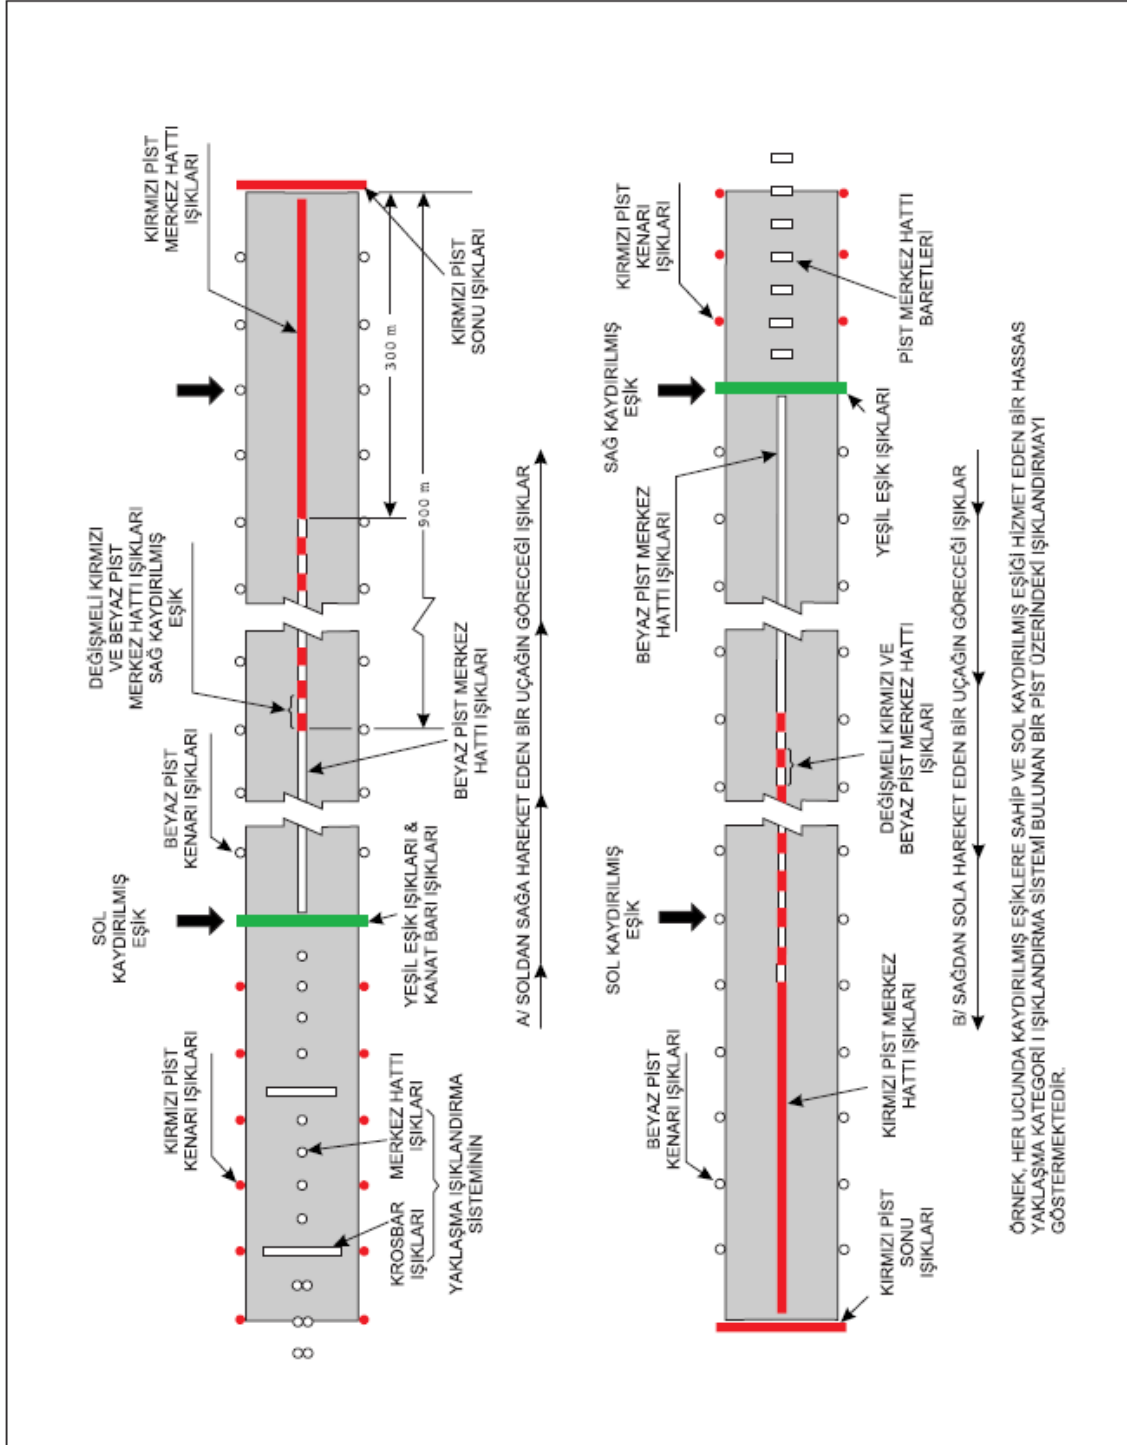 SOL
KAYDIRILMIŞ
EŞİK
KIRMIZI PİST
KENARI IŞIKLARI
BEYAZ PİST
KENARI IŞIKLARI
DEĞİŞMELİ KIRMIZI
VE BEYAZ PİST
MERKEZ HATTI IŞIKLARI
SAĞ KAYDIRILMIŞ
EŞİK
KIRMIZI PİST
MERKEZ HATTI
IŞIKLARI
300 m
900 m
KROSBAR
IŞIKLARI
MERKEZ HATTI
IŞIKLARI
YAKLAŞMA IŞIKLANDIRMA
SİSTEMİNİN
YEŞİL EŞİK IŞIKLARI &
KANAT BARI IŞIKLARI
BEYAZ PİST MERKEZ
HATTI IŞIKLARI
KIRMIZI PİST
SONU IŞIKLARI
A/ SOLDAN SAĞA HAREKET EDEN BİR UÇAĞIN GÖRECEĞİ IŞIKLAR
BEYAZ PİST
KENARI IŞIKLARI
SOL KAYDIRILMIŞ
EŞİK
BEYAZ PİST MERKEZ
HATTI IŞIKLARI
SAĞ KAYDIRILMIŞ
EŞİK
KIRMIZI PİST
KENARI
IŞIKLARI
KIRMIZI PİST
SONU
IŞIKLARI
KIRMIZI PİST MERKEZ
HATTI IŞIKLARI
DEĞİŞMELİ KIRMIZI VE
BEYAZ PİST MERKEZ HATTI
IŞIKLARI
YEŞİL EŞİK IŞIKLARI
PİST MERKEZ HATTI
BARETLERİ
B/ SAĞDAN SOLA HAREKET EDEN BİR UÇAĞIN GÖRECEĞİ IŞIKLAR
ÖRNEK, HER UCUNDA KAYDIRILMIŞ EŞİKLERE SAHİP VE SOL KAYDIRILMIŞ EŞİĞİ HİZMET EDEN BİR HASSAS
YAKLAŞMA KATEGORİ I IŞIKLANDIRMA SİSTEMİ BULUNAN BİR PİST ÜZERİNDEKİ IŞIKLANDIRMAYI
GÖSTERMEKTEDİR.